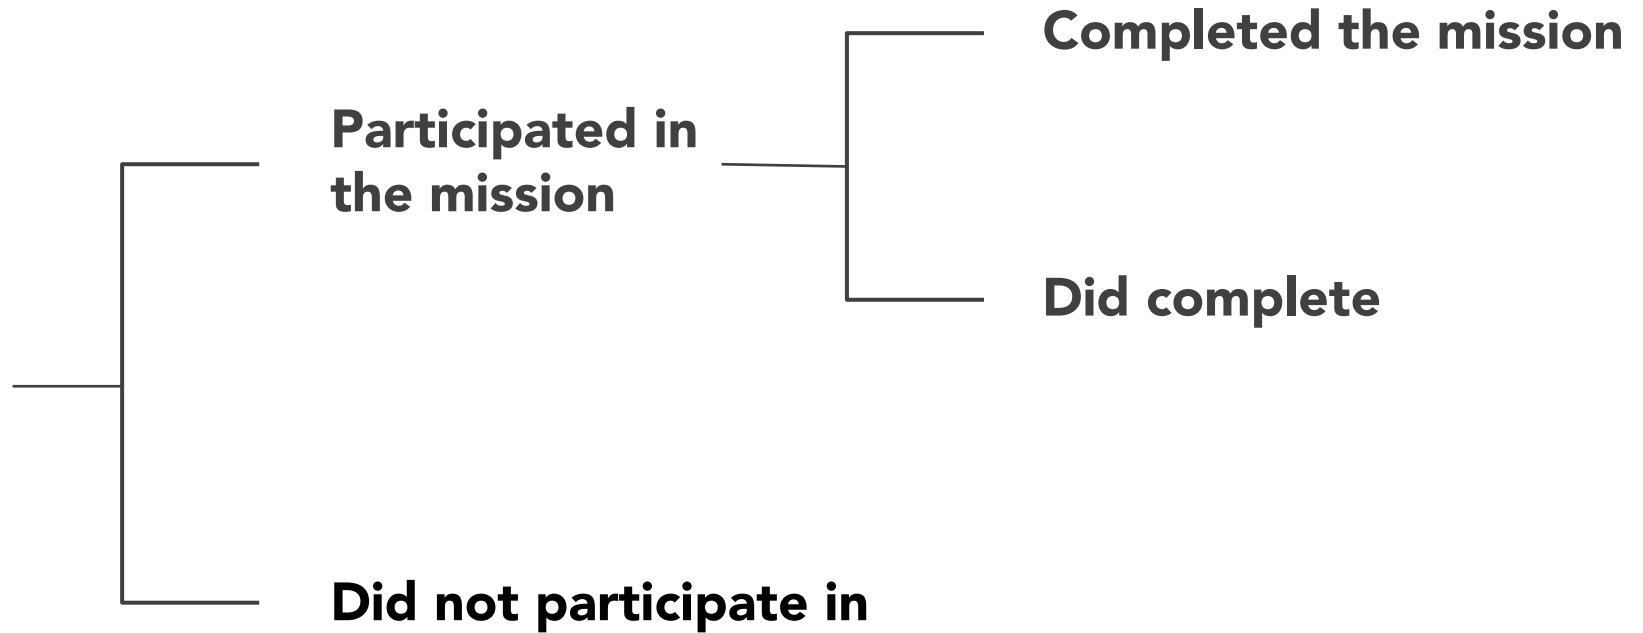 Completed the mission
Participated in
the mission
Did complete
Did not participate in